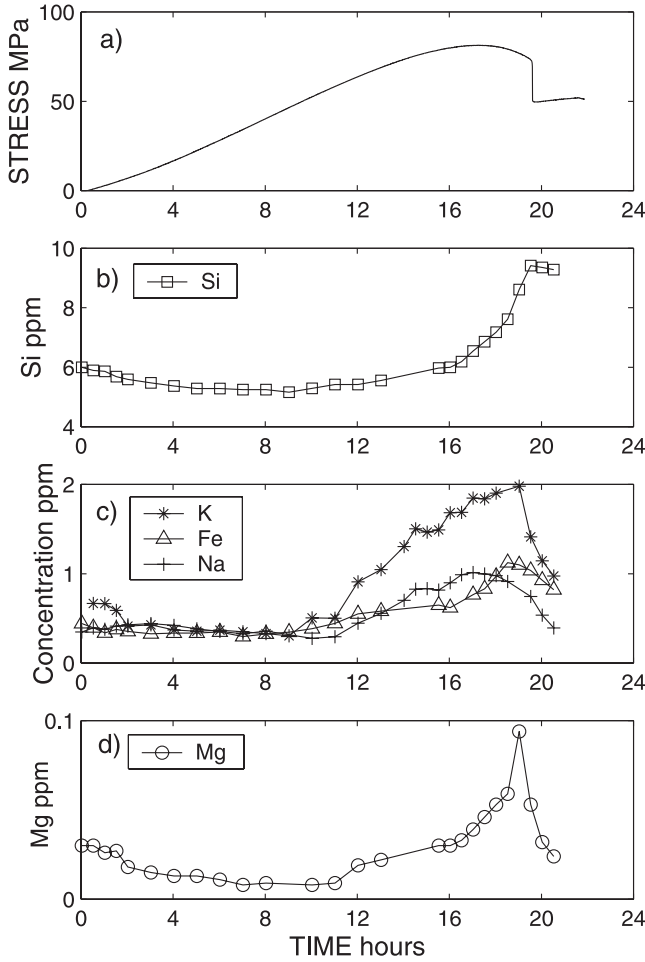 100
a)
50
STRESS MPa
0
0 4 8 12 16 20 24
10
b) Si
8
Si ppm
6
4
0 4 8 12 16 20 24
2
c) K
Fe
Na
1
Concentration ppm
0
0 4 8 12 16 20 24
0.1
d) Mg
Mg ppm
0
0 4 8 12 16 20 24
TIME hours